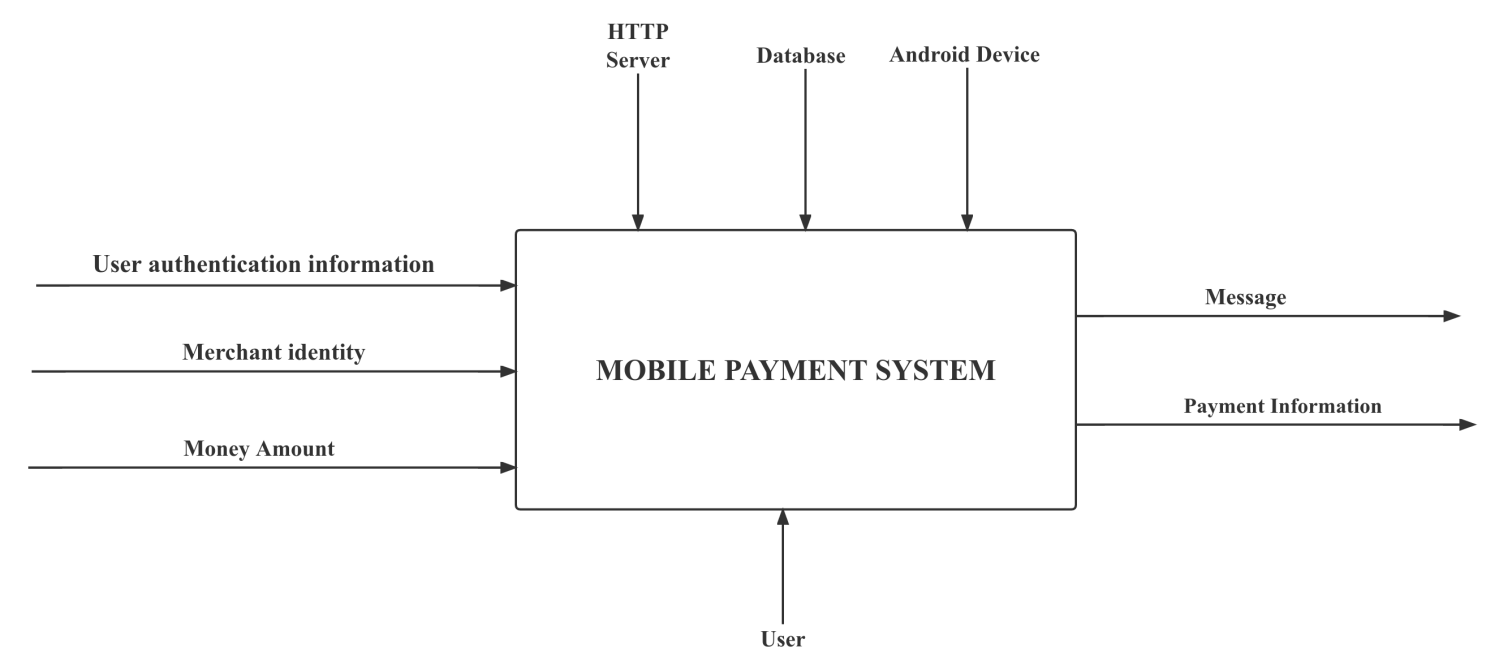 HTTP
Server
Database
Android Device
User authentication information
Merchant identity
Money Amount
MOBILE PAYMENT SYSTEM
Message
Payment Information
User